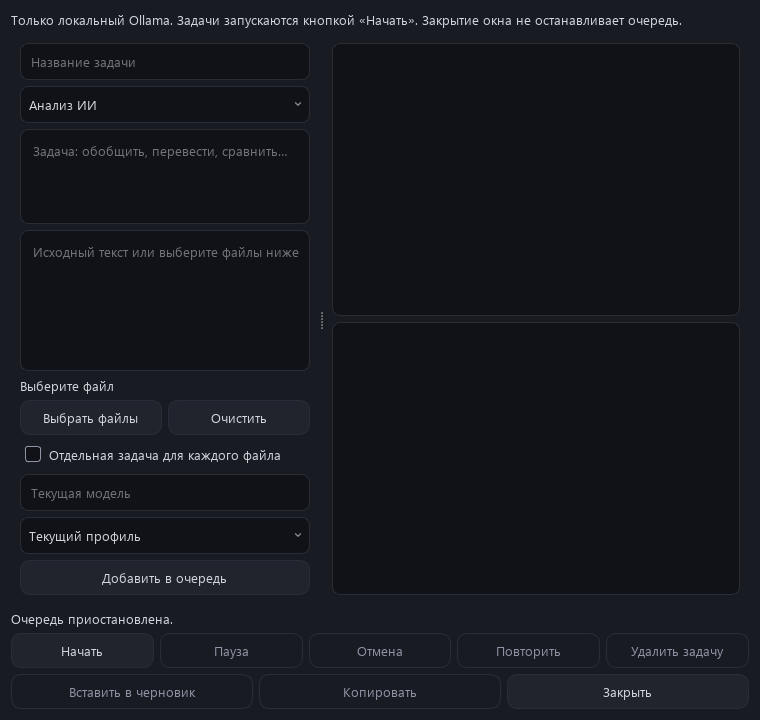 Только локальный Ollama. Задачи запускаются кнопкой «Начать». Закрытие окна не останавливает очередь.
Название задачи
Анализ ИИ
Задача: обобщить, перевести, сравнить…
Исходный текст или выберите файлы ниже
Выберите файл
Выбрать файлы
Очистить
Отдельная задача для каждого файла
Текущая модель
Текущий профиль
Добавить в очередь
Очередь приостановлена.
Начать
Пауза
Отмена
Повторить
Удалить задачу
Вставить в черновик
Копировать
Закрыть